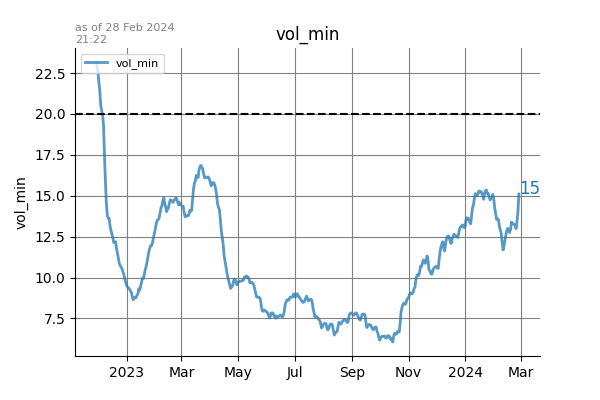 as of 28 Feb 2024
21:22
vol_min
vol_min
22.5
20.0
17.5
15.0
12.5
10.0
7.5
vol_min
15
2023
Mar
May
Jul
Sep
Nov
2024
Mar